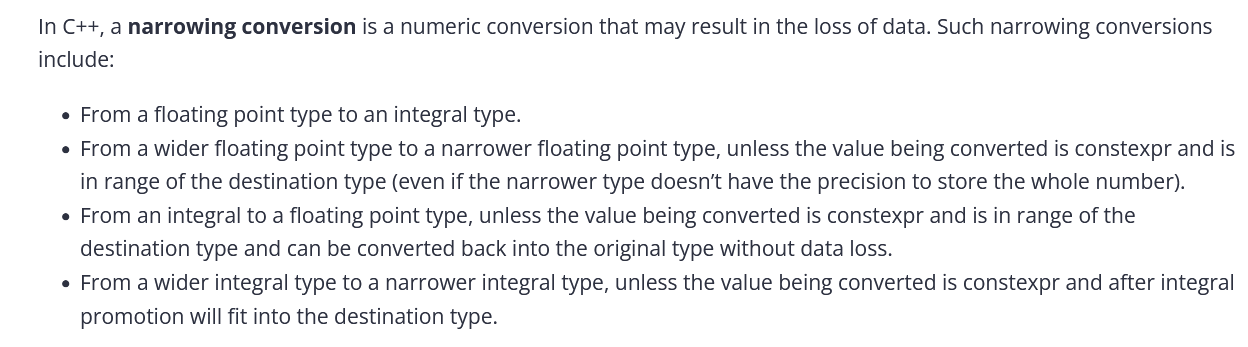 In C++, a narrowing conversion is a numeric conversion that may result in the loss of data. Such narrowing conversions
include:
• From a floating point type to an integral type.
• From a wider floating point type to a narrower floating point type, unless the value being converted is constexpr and is
in range of the destination type (even if the narrower type doesn’t have the precision to store the whole number).
• From an integral to a floating point type, unless the value being converted is constexpr and is in range of the
destination type and can be converted back into the original type without data loss.
• From a wider integral type to a narrower integral type, unless the value being converted is constexpr and after integral
promotion will fit into the destination type.